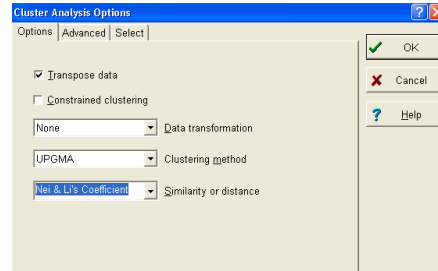 Cluster Analysis Options
Options Advanced Select
Transpose data
Constrained clustering
None Data transformation
UPGMA Clustering method
Nei & Li's Coefficient Similarity or distance
OK
Cancel
Help